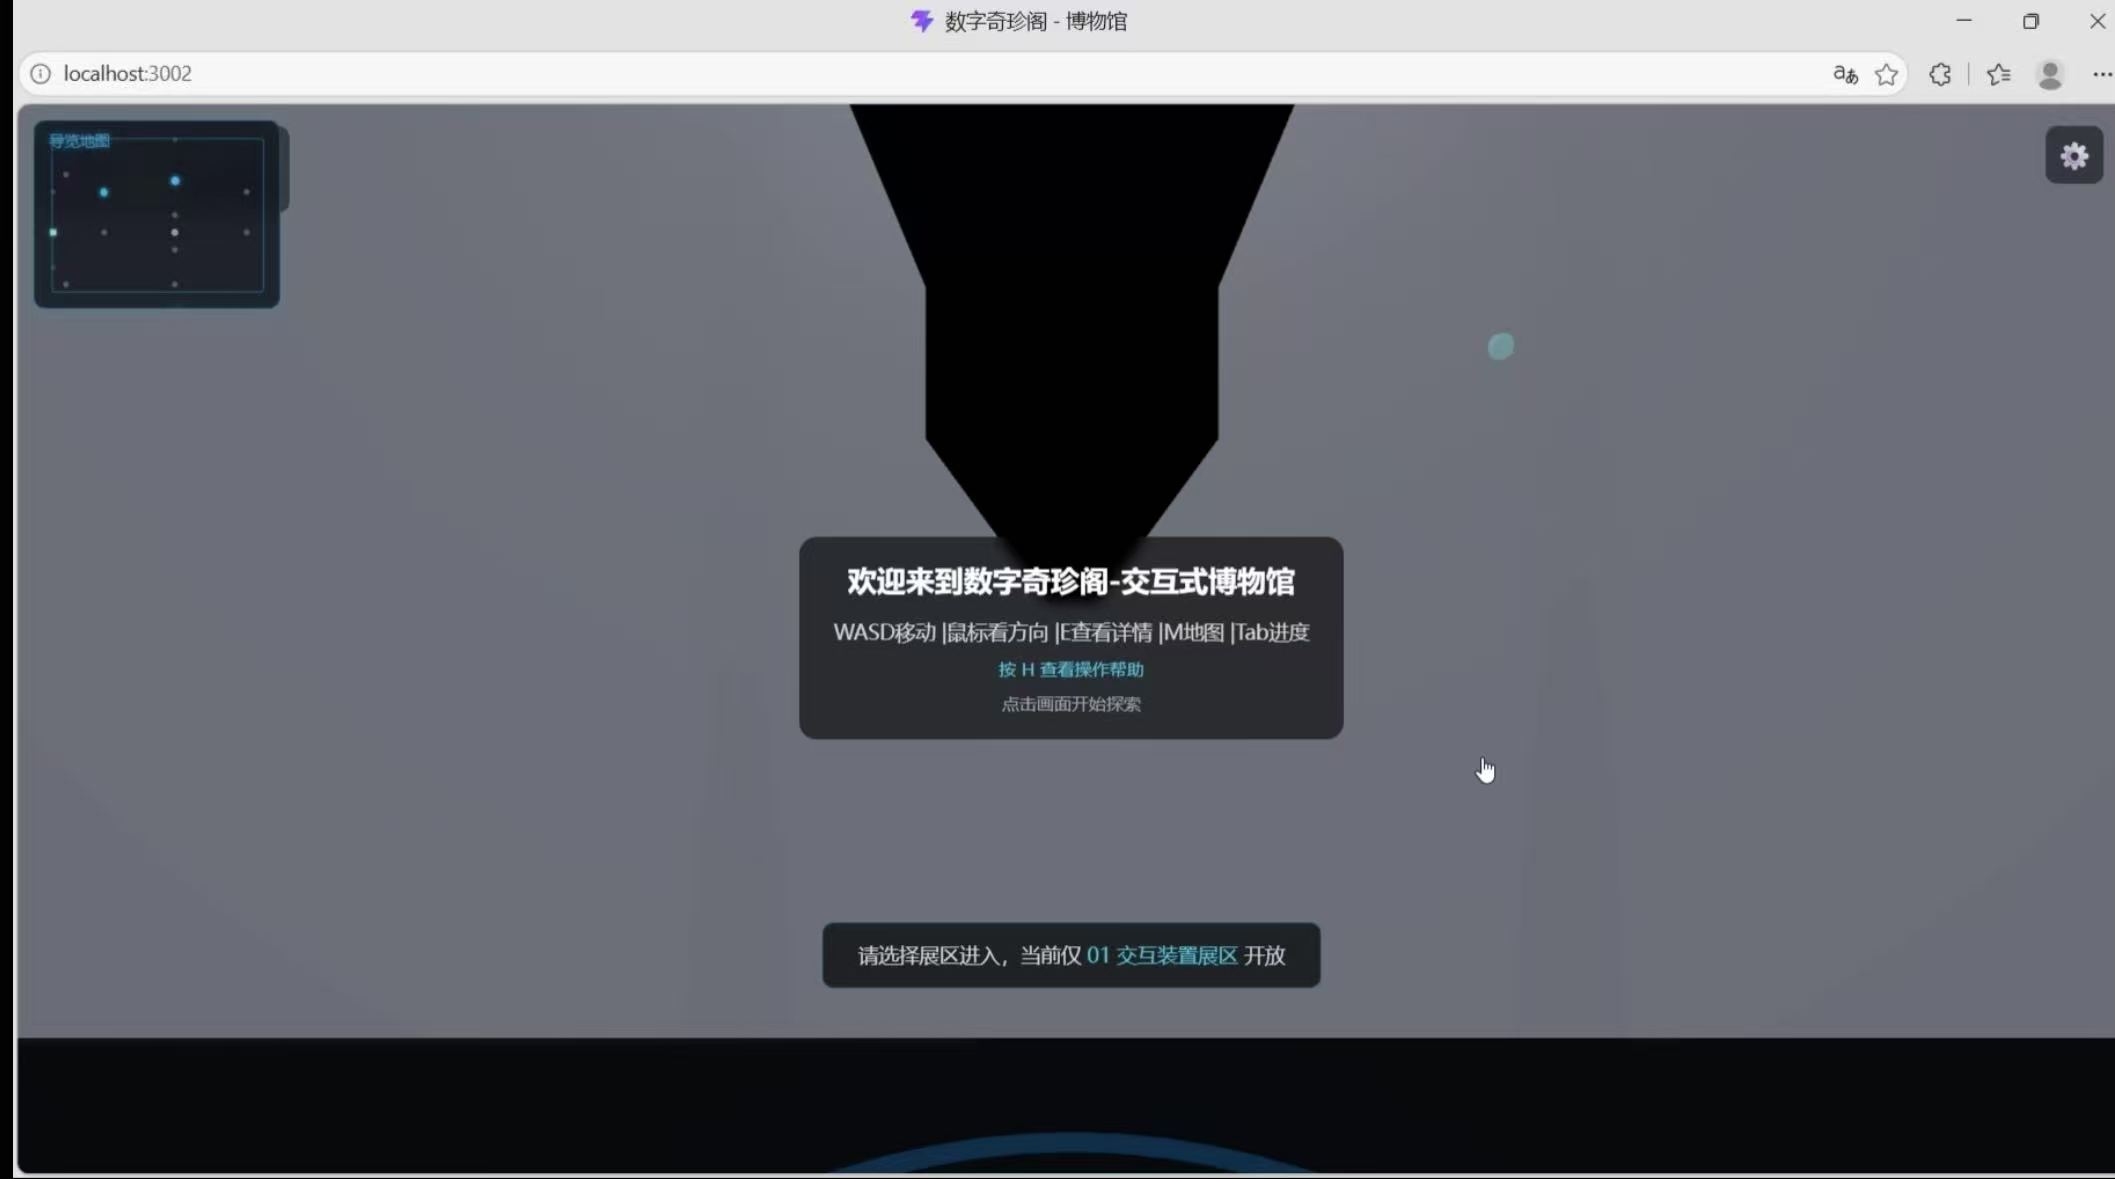 数字奇珍阁 - 博物馆
localhost:3002
导览地图
欢迎来到数字奇珍阁-交互式博物馆
WASD移动 |鼠标看方向 |E查看详情 |M地图 |Tab进度
按 H 查看操作帮助
点击画面开始探索
请选择展区进入，当前仅 01 交互装置展区 开放